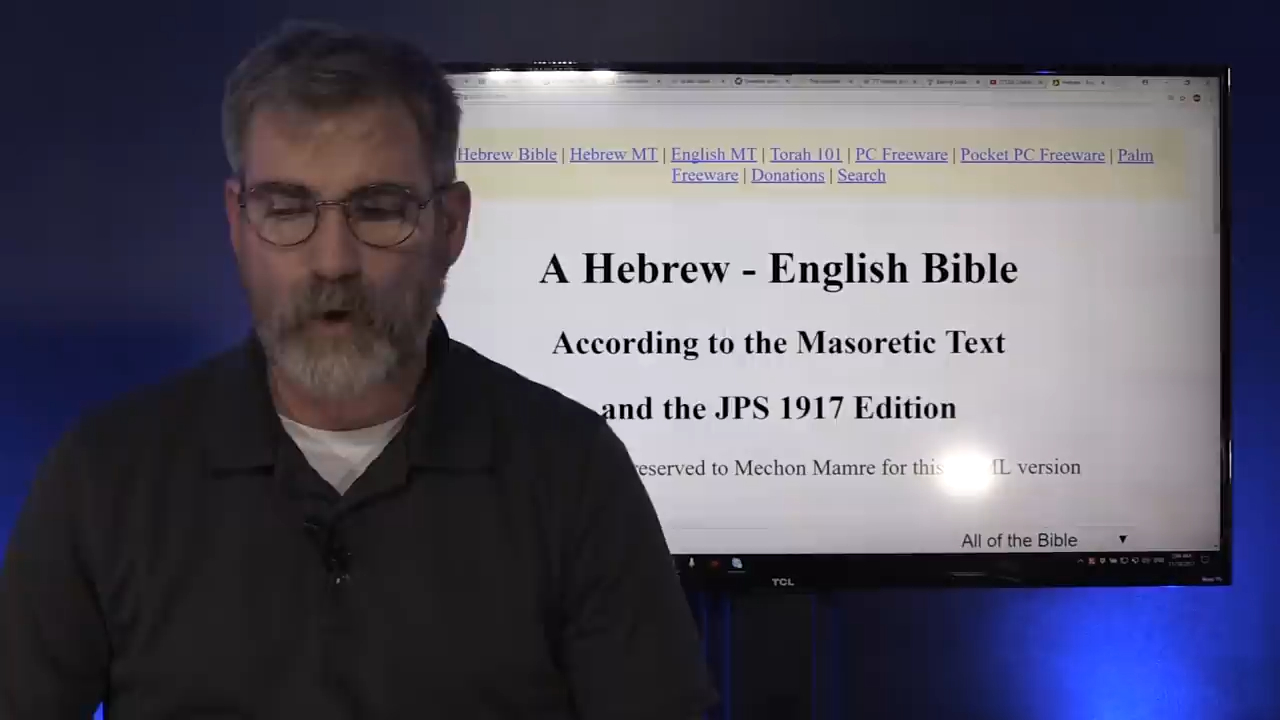 Hebrew Bible | Hebrew MT | English MT | Torah 101 | PC Freeware | Pocket PC Freeware | Palm
Freeware | Donations | Search
A Hebrew - English Bible
According to the Masoretic Text
and the JPS 1917 Edition
reserved to Mechon Mamre for this version
All of the Bible
TCL